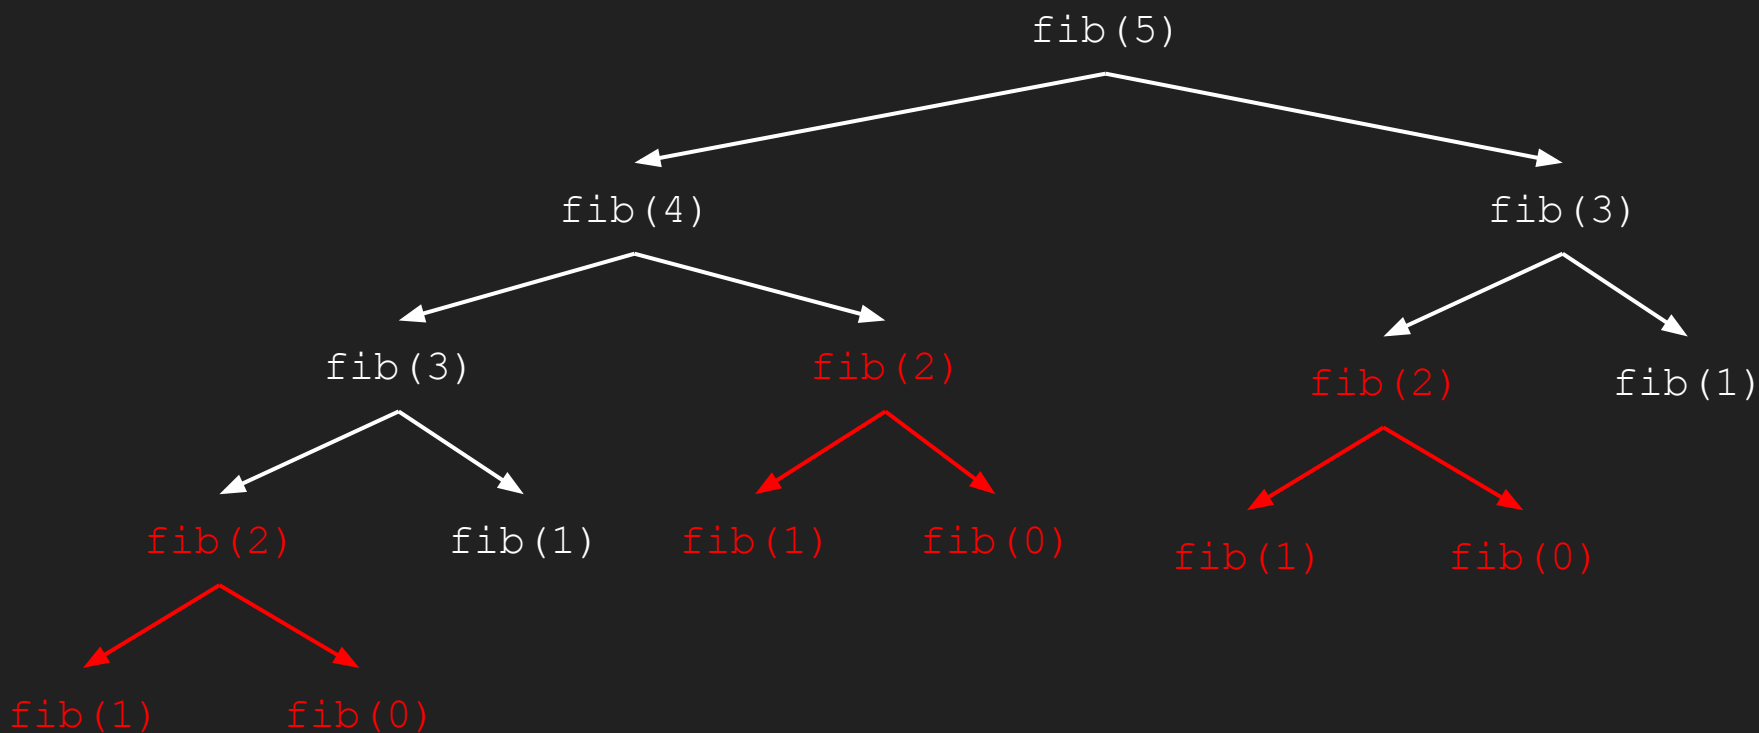 fib(5)
fib(4) fib(3)
fib(3) fib(2) fib(2) fib(1)
fib(2) fib(1) fib(1) fib(0) fib(1) fib(0)
fib(1) fib(0)